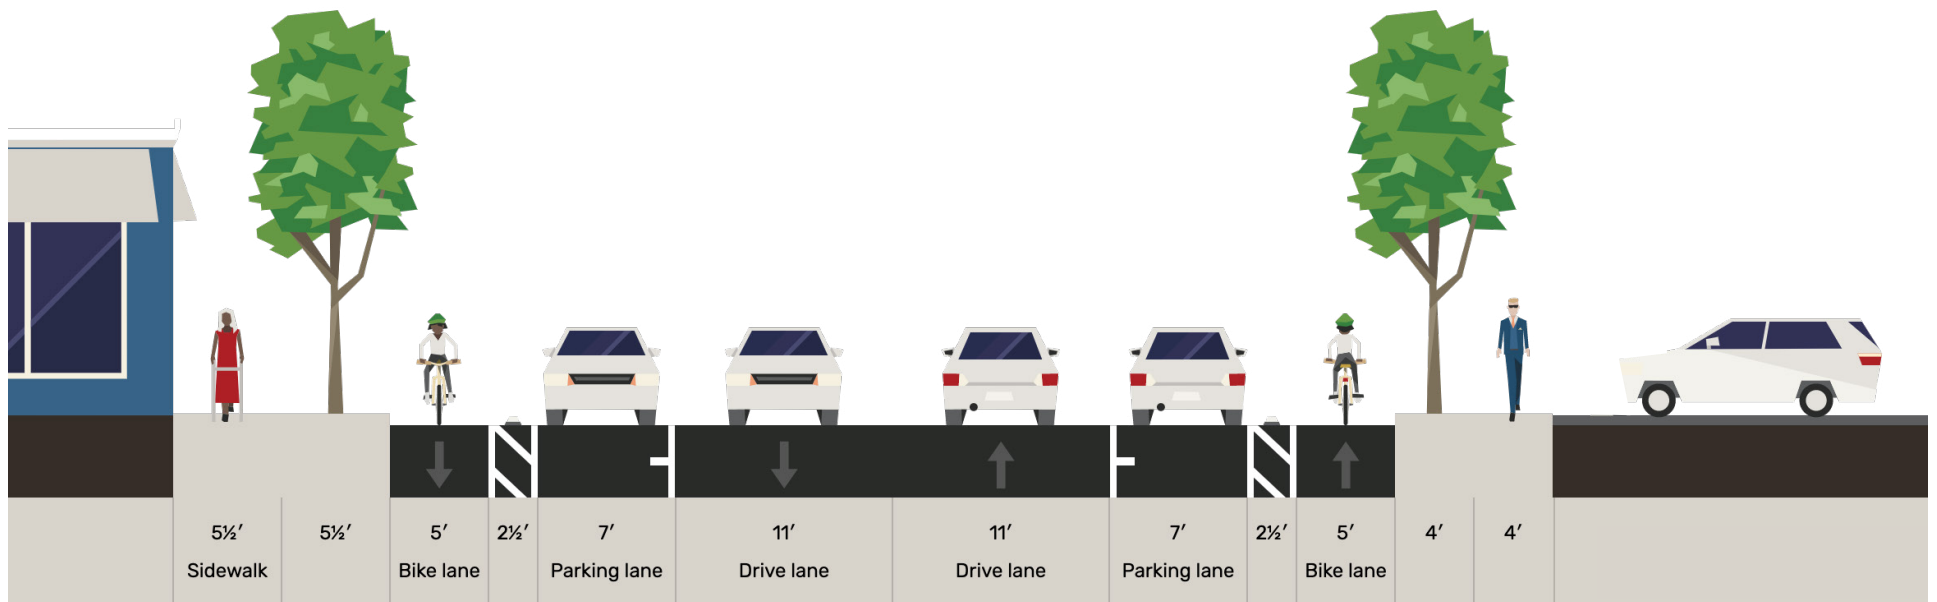 5½′ 5½′ 5′ 2½′ 7′ 11′ 11′ 7′ 2½′ 5′ 4′ 4′
Sidewalk Bike lane Parking lane Drive lane Drive lane Parking lane Bike lane